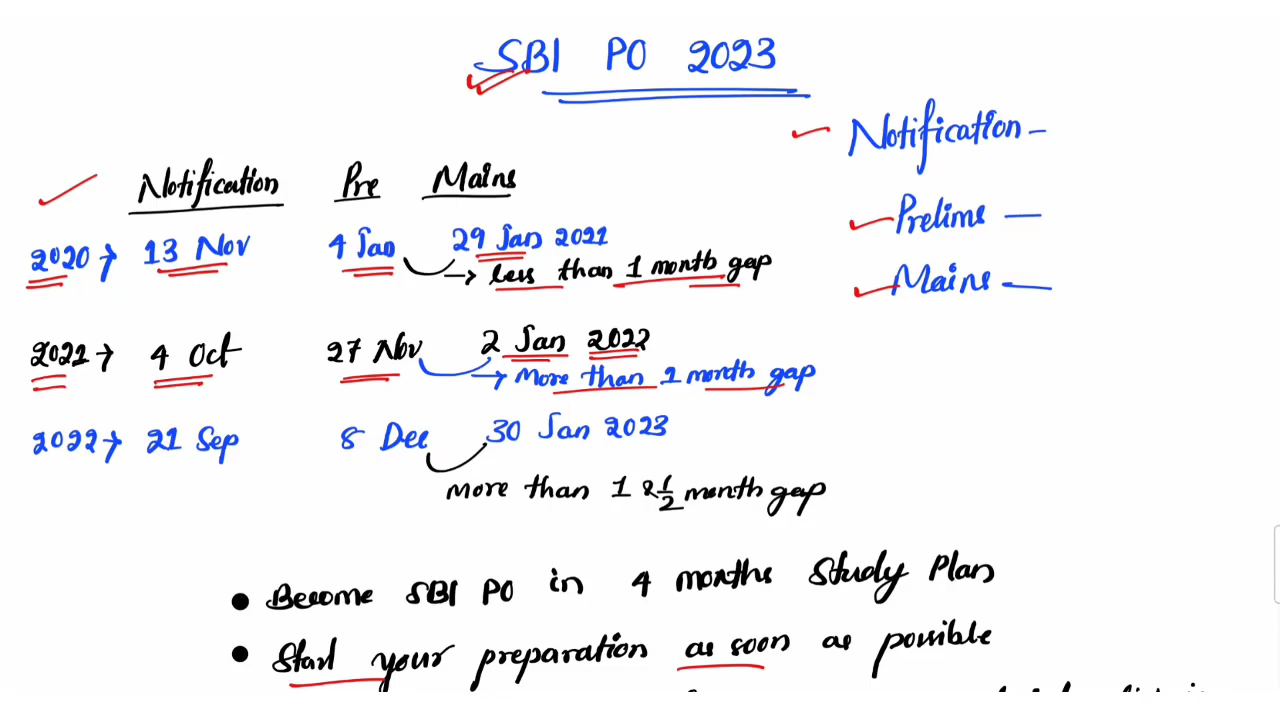 SBI PO 2023
Notification -
Prelims -
Mains -
Notification Pre Mains
2020 → 13 Nov 4 Jan 29 Jan 2021
→ less than 1 month gap
2021 → 4 Oct 27 Nov 2 Jan 2022
→ More than 1 month gap
2022 → 21 Sep 8 Dec 30 Jan 2023
More than 1 & 1/2 month gap
• Become SBI PO in 4 months Study Plan
• Start your preparation as soon as possible